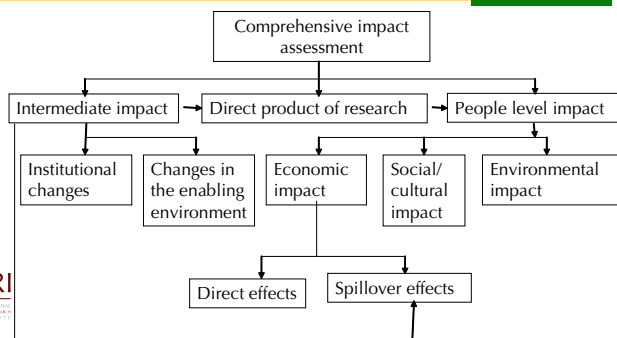 Comprehensive impact
assessment
Intermediate impact
Direct product of research
People level impact
Institutional
changes
Changes in
the enabling
environment
Economic
impact
Social/
cultural
impact
Environmental
impact
Direct effects
Spillover effects
RI